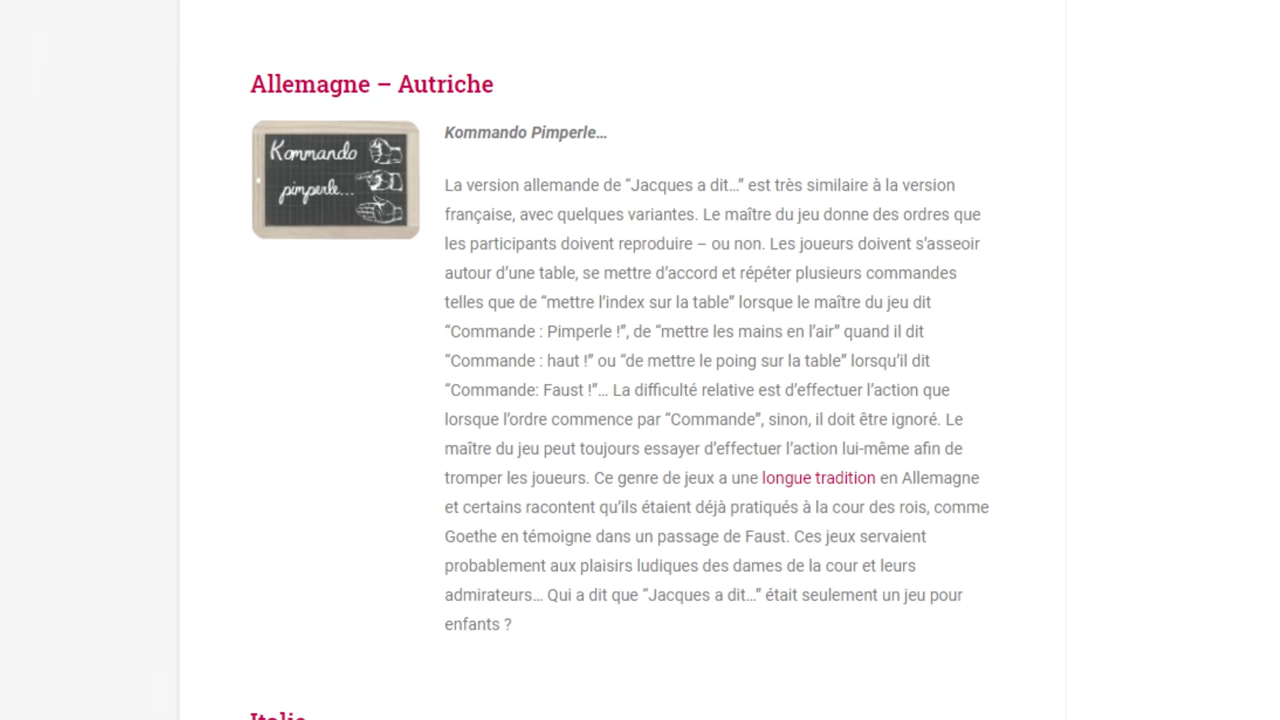 Allemagne – Autriche
Kommando
pimperle...
Kommando Pimperle…
La version allemande de “Jacques a dit…” est très similaire à la version
française, avec quelques variantes. Le maître du jeu donne des ordres que
les participants doivent reproduire – ou non. Les joueurs doivent s’asseoir
autour d’une table, se mettre d’accord et répéter plusieurs commandes
telles que de “mettre l’index sur la table” lorsque le maître du jeu dit
“Commande : Pimperle !”, de “mettre les mains en l’air” quand il dit
“Commande : haut !” ou “de mettre le poing sur la table” lorsqu’il dit
“Commande: Faust !”… La difficulté relative est d’effectuer l’action que
lorsque l’ordre commence par “Commande”, sinon, il doit être ignoré. Le
maître du jeu peut toujours essayer d’effectuer l’action lui-même afin de
tromper les joueurs. Ce genre de jeux a une longue tradition en Allemagne
et certains racontent qu’ils étaient déjà pratiqués à la cour des rois, comme
Goethe en témoigne dans un passage de Faust. Ces jeux servaient
probablement aux plaisirs ludiques des dames de la cour et leurs
admirateurs… Qui a dit que “Jacques a dit…” était seulement un jeu pour
enfants ?
Italie